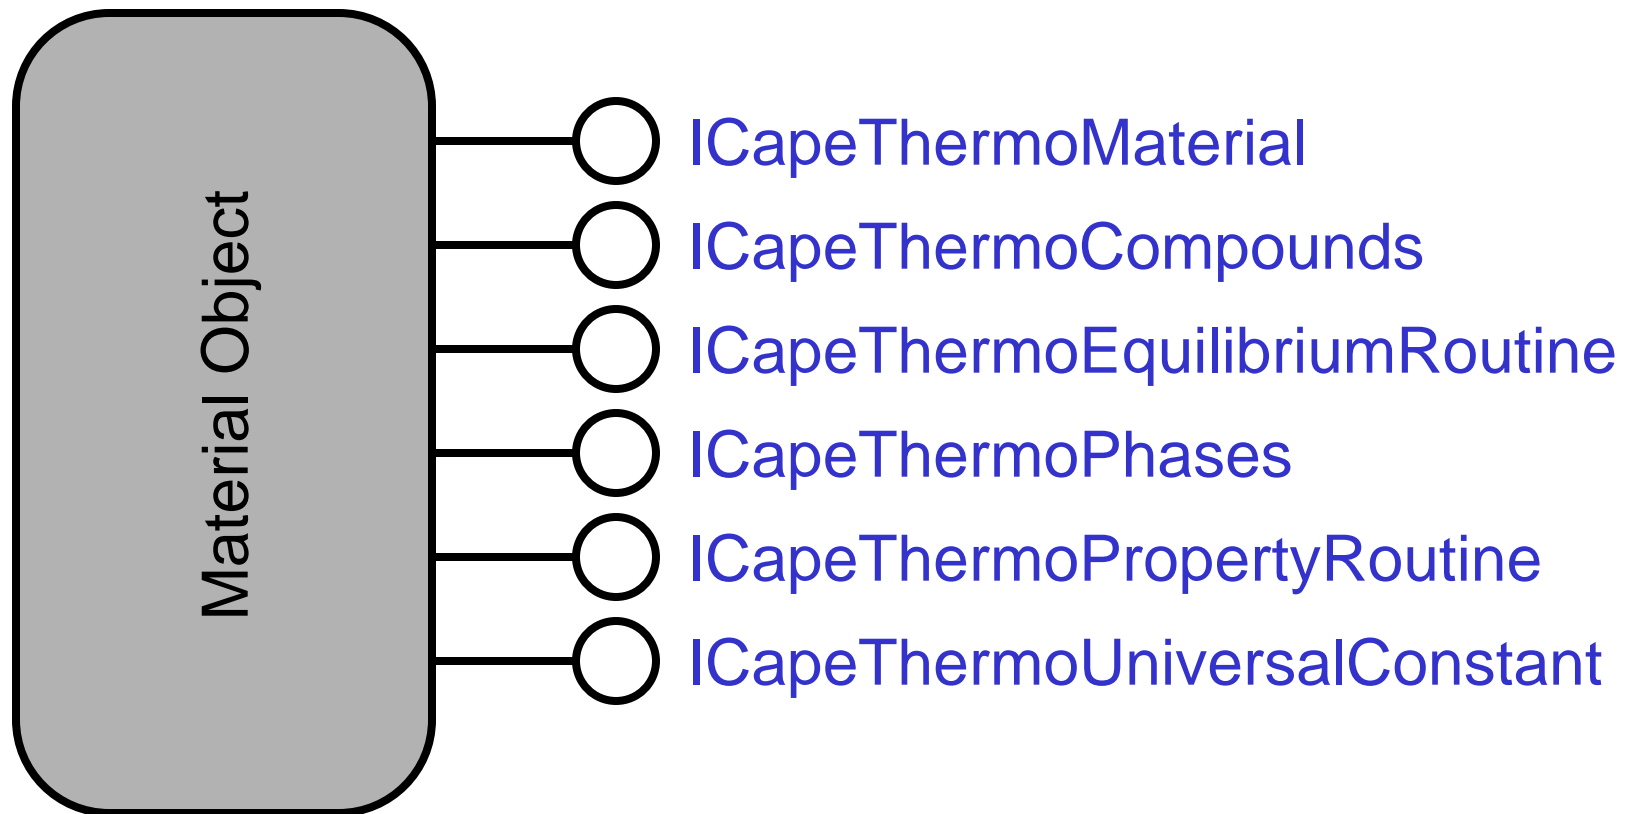 Material Object
ICapeThermoMaterial
ICapeThermoCompounds
ICapeThermoEquilibriumRoutine
ICapeThermoPhases
ICapeThermoPropertyRoutine
ICapeThermoUniversalConstant